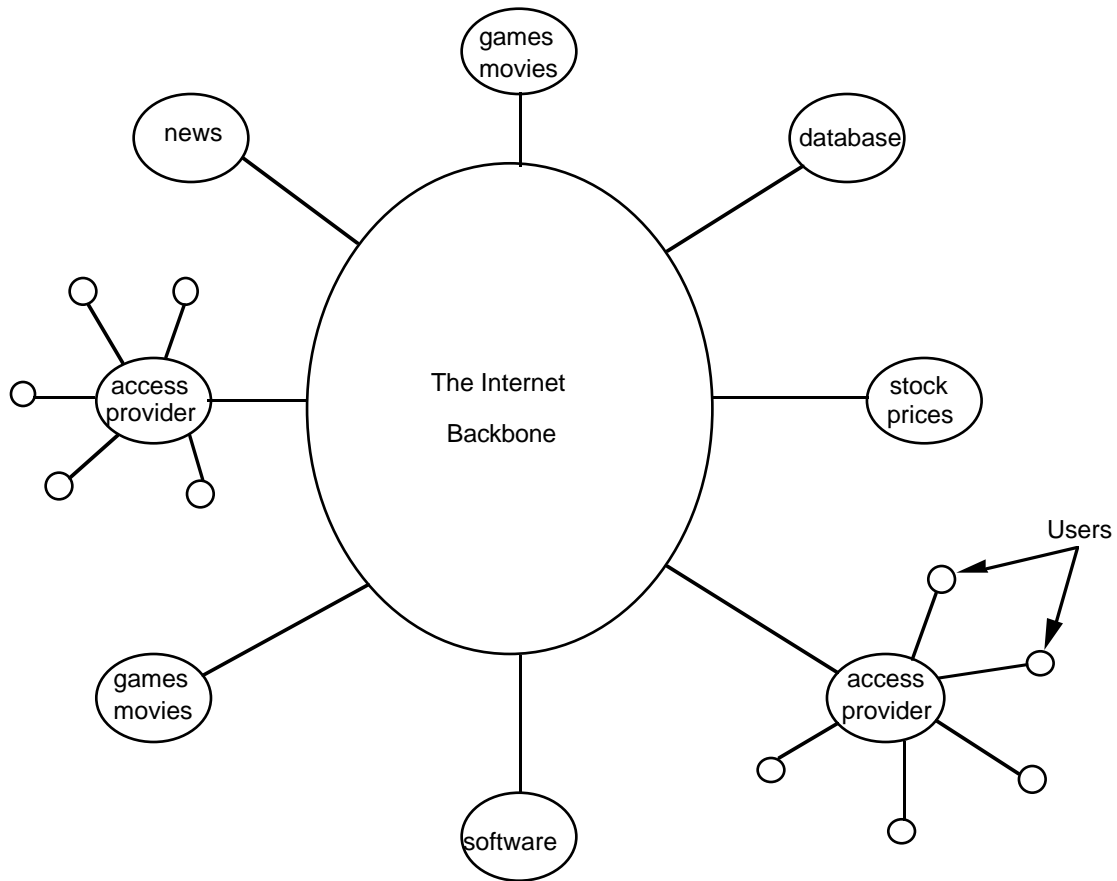 games
movies
news
database
access
provider
The Internet
Backbone
stock
prices
Users
games
movies
access
provider
software